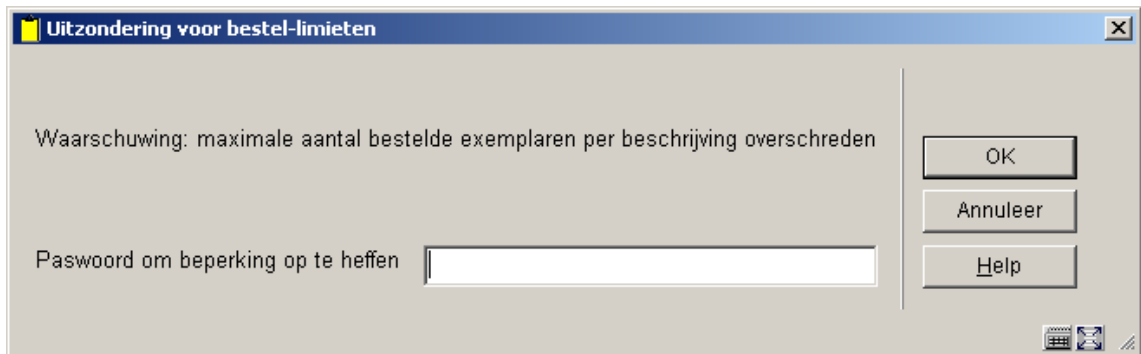 Uitzondering voor bestel-limieten
Waarschuwing: maximale aantal bestelde exemplaren per beschrijving overschreden
OK
Annuleer
Paswoord om beperking op te heffen
Help